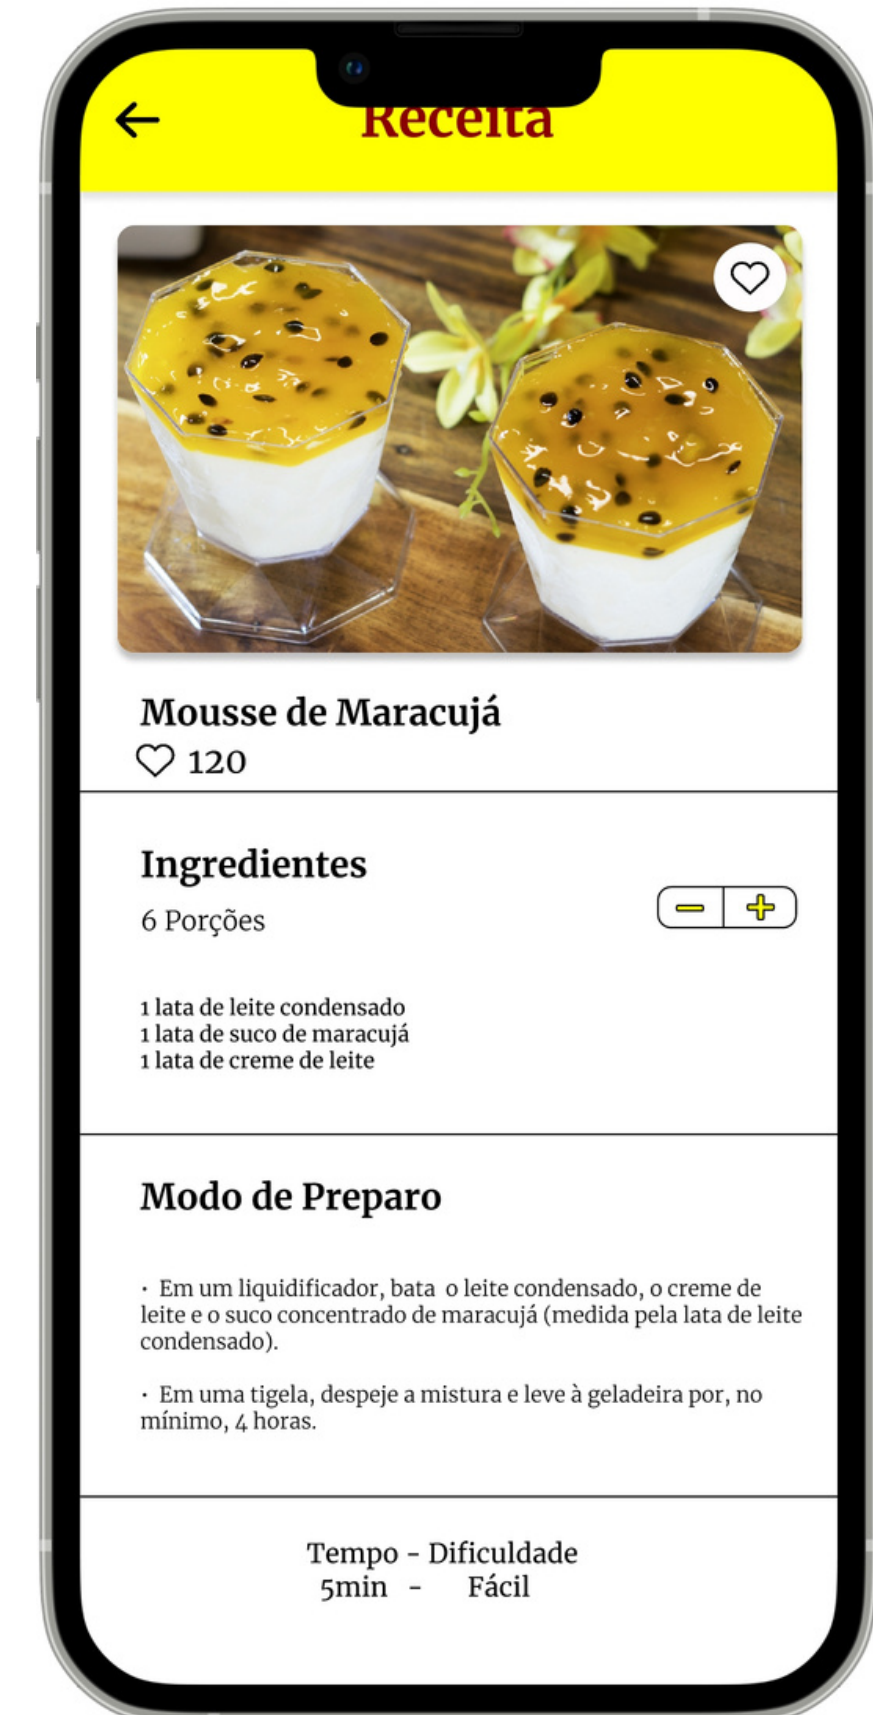 Receita
Mousse de Maracujá
120
Ingredientes
6 Porções
1 lata de leite condensado
1 lata de suco de maracujá
1 lata de creme de leite
Modo de Preparo
· Em um liquidificador, bata  o leite condensado, o creme de
leite e o suco concentrado de maracujá (medida pela lata de leite
condensado).
· Em uma tigela, despeje a mistura e leve à geladeira por, no
mínimo, 4 horas.
Tempo - Dificuldade
5min - Fácil